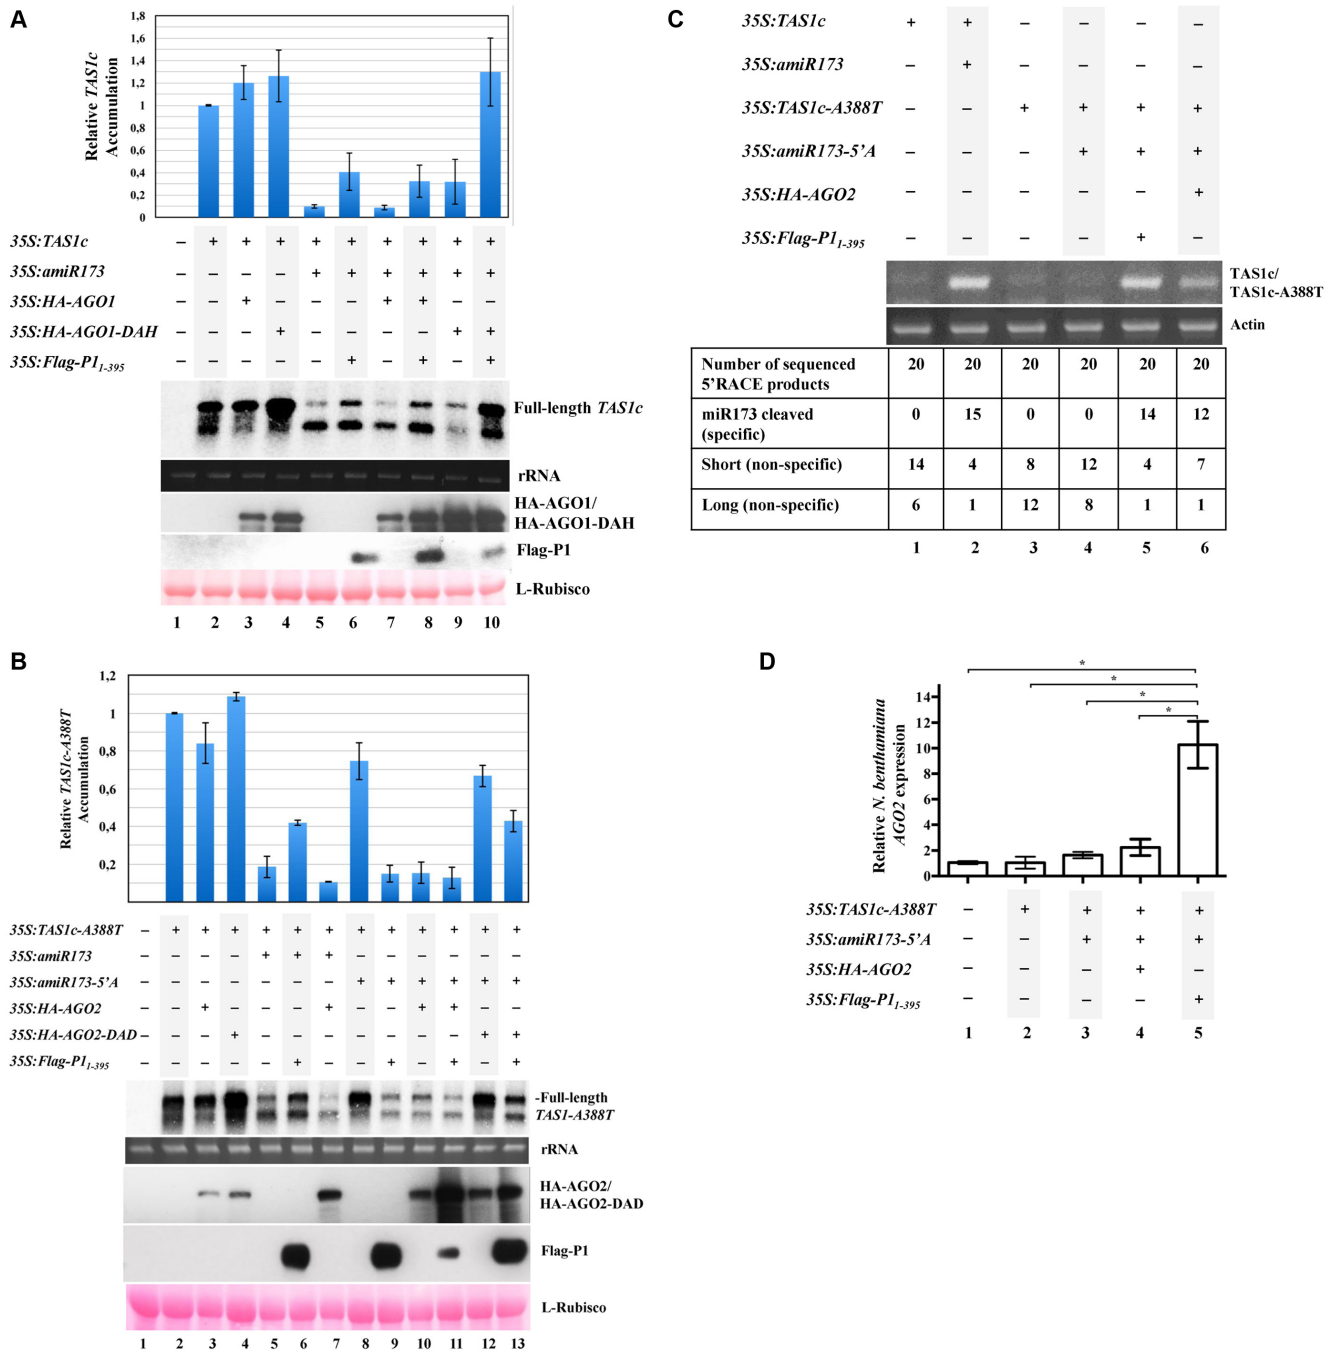 A
Relative TAS1c
Accumulation
1,8
1,6
1,4
1,2
1
0,8
0,6
0,4
0,2
0
35S:TAS1c – + + + + + + + + +
35S:amiR173 – – – – + + + + + +
35S:HA-AGO1 – – + – – – + + – –
35S:HA-AGO1-DAH – – – + – – – – + +
35S:Flag-P1₁₋₃₉₅ – – – – – + – + – +
Full-length TAS1c
rRNA
HA-AGO1/
HA-AGO1-DAH
Flag-P1
L-Rubisco
1 2 3 4 5 6 7 8 9 10
B
Relative TAS1c-A388T
Accumulation
1,2
1
0,8
0,6
0,4
0,2
35S:TAS1c-A388T – + + + + + + + + + + + +
35S:amiR173 – – – – + + + – – – – – –
35S:amiR173-5'A – – – – – – – + + + + + +
35S:HA-AGO2 – – + – – – + – – + + – –
35S:HA-AGO2-DAD – – – + – – – – – – – + +
35S:Flag-P1₁₋₃₉₅ – – – – – + – – + – + – +
-Full-length
TAS1-A388T
rRNA
HA-AGO2/
HA-AGO2-DAD
Flag-P1
L-Rubisco
1 2 3 4 5 6 7 8 9 10 11 12 13
C
35S:TAS1c + + – – – –
35S:amiR173 – + – – – –
35S:TAS1c-A388T – – + + + +
35S:amiR173-5'A – – – + + +
35S:HA-AGO2 – – – – – +
35S:Flag-P1₁₋₃₉₅ – – – – + –
TAS1c/
TAS1c-A388T
Actin
Number of sequenced
5'RACE products 20 20 20 20 20 20
miR173 cleaved
(specific) 0 15 0 0 14 12
Short (non-specific) 14 4 8 12 4 7
Long (non-specific) 6 1 12 8 1 1
1 2 3 4 5 6
D
Relative N. benthamiana
AGO2 expression
14
12
10
8
6
4
2
0
*
*
*
*
35S:TAS1c-A388T – + + + +
35S:amiR173-5'A – – + + +
35S:HA-AGO2 – – – + –
35S:Flag-P1₁₋₃₉₅ – – – – +
1 2 3 4 5